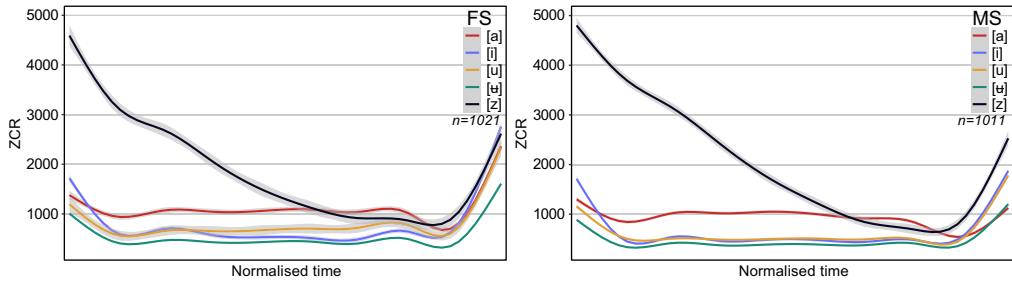 FS
5000
4000
3000
2000
1000
ZCR
[a]
[i]
[u]
[ʉ]
[z]
n=1021
Normalised time
MS
5000
4000
3000
2000
1000
ZCR
[a]
[i]
[u]
[ʉ]
[z]
n=1011
Normalised time